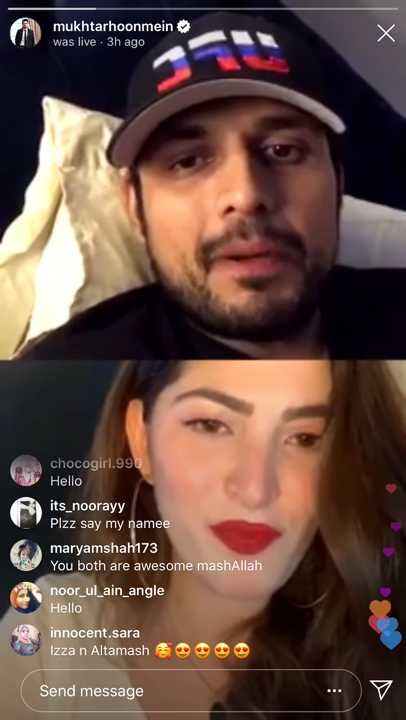 mukhtarhoonmein
was live · 3h ago
chocogirl.990
Hello
its_noorayy
Plzz say my namee
maryamshah173
You both are awesome mashAllah
noor_ul_ain_angle
Hello
innocent.sara
Izza n Altamash 🥰😍😍😍😍
Send message